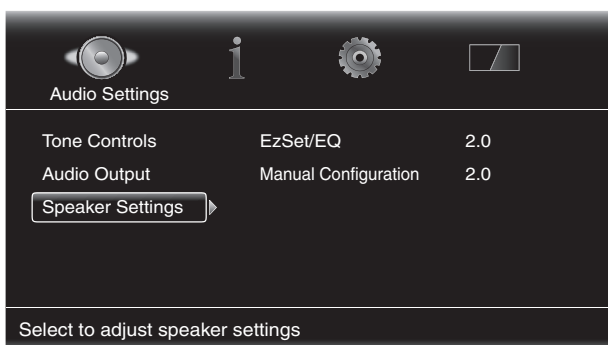 Audio Settings
Tone Controls EzSet/EQ 2.0
Audio Output Manual Configuration 2.0
Speaker Settings
Select to adjust speaker settings